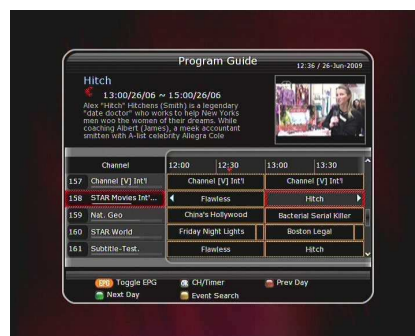 Program Guide
12:36 / 26-Jun-2009
Hitch
13:00/26/06 ~ 15:00/26/06
Alex "Hitch" Hitchens (Smith) is a legendary
"date doctor" who works to help New Yorks
men woo the women of their dreams. While
coaching Albert (James), a meek accountant
smitten with A-list celebrity Allegra Cole
Channel 12:00 12:30 13:00 13:30
157 Channel [V] Int'l Channel [V] Int'l Channel [V] Int'l
158 STAR Movies Int'... Flawless Hitch
159 Nat. Geo China's Hollywood Bacterial Serial Killer
160 STAR World Friday Night Lights Boston Legal
161 Subtitle-Test. Flawless Hitch
EPG Toggle EPG OK CH/Timer Prev Day
Next Day Event Search